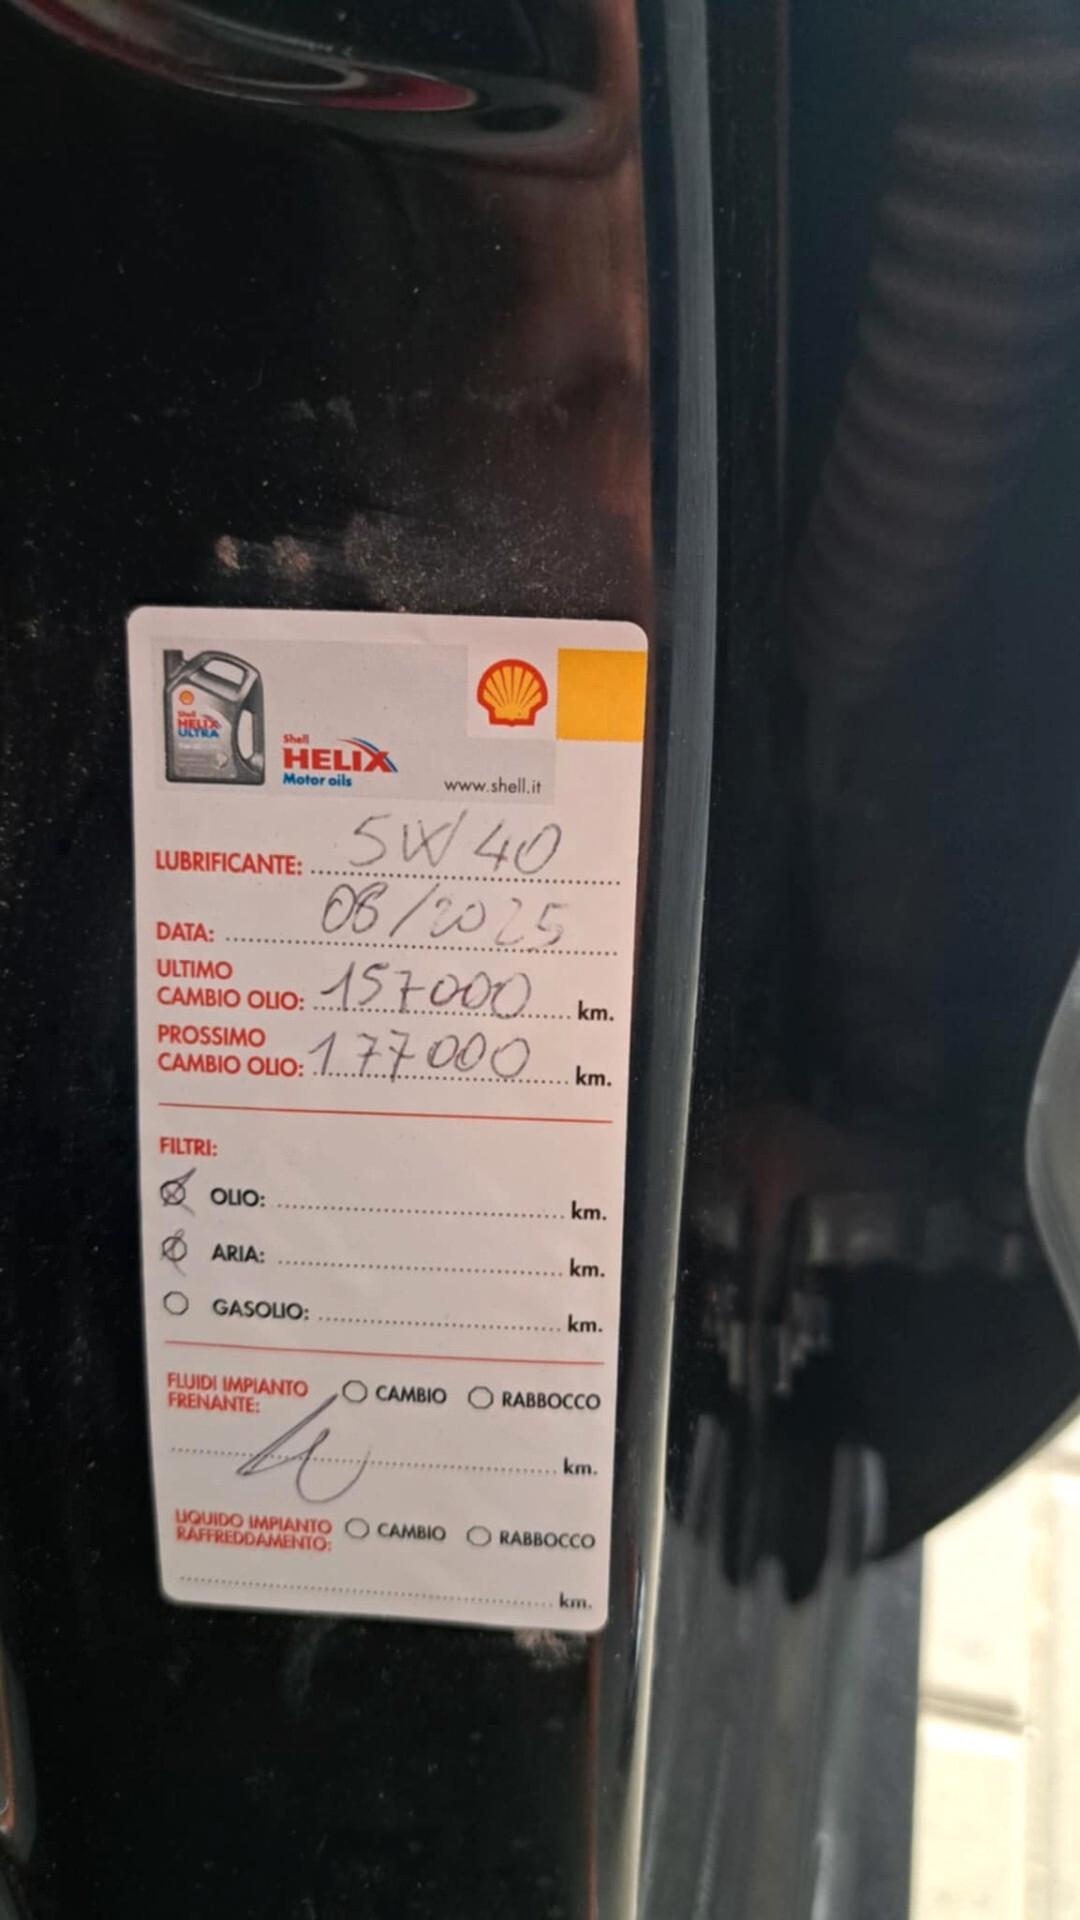 Shell
HELIX
ULTRA
Shell
HELIX
Motor oils
www.shell.it
LUBRIFICANTE: 5W40
DATA: 06/2025
ULTIMO
CAMBIO OLIO: 157000 km.
PROSSIMO
CAMBIO OLIO: 177000 km.
FILTRI:
OLIO: km.
ARIA: km.
GASOLIO: km.
FLUIDI IMPIANTO
FRENANTE: CAMBIO RABBOCCO
km.
LIQUIDO IMPIANTO
RAFFREDDAMENTO: CAMBIO RABBOCCO
km.